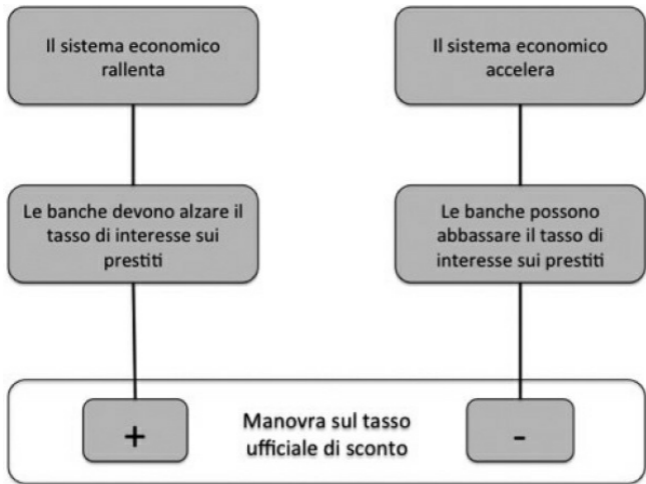 Il sistema economico
rallenta
Il sistema economico
accelera
Le banche devono alzare il
tasso di interesse sui
prestiti
Le banche possono
abbassare il tasso di
interesse sui prestiti
+
Manovra sul tasso
ufficiale di sconto
-